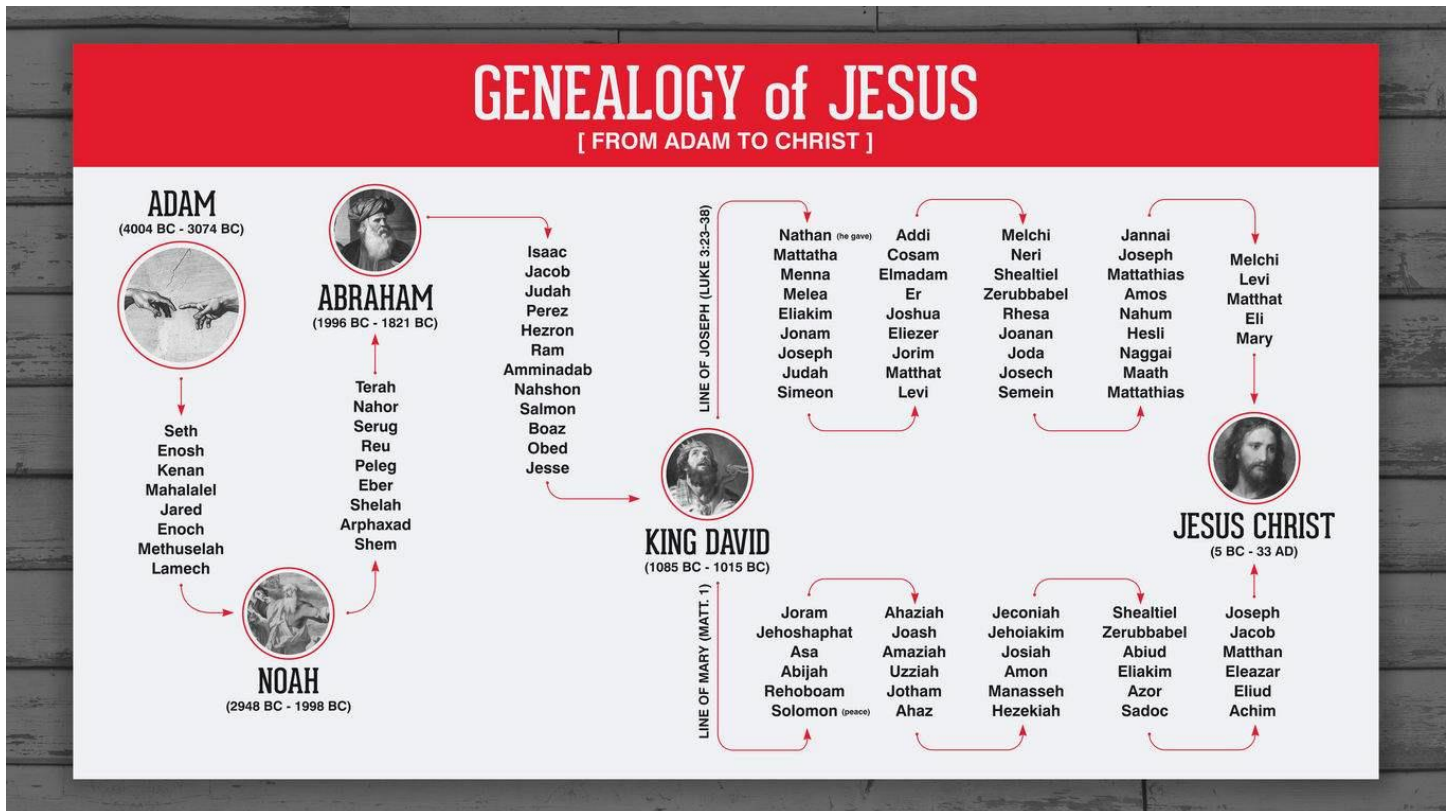 GENEALOGY of JESUS
[ FROM ADAM TO CHRIST ]
ADAM
(4004 BC - 3074 BC)
Seth
Enosh
Kenan
Mahalalel
Jared
Enoch
Methuselah
Lamech
NOAH
(2948 BC - 1998 BC)
Terah
Nahor
Serug
Reu
Peleg
Eber
Shelah
Arphaxad
Shem
ABRAHAM
(1996 BC - 1821 BC)
Isaac
Jacob
Judah
Perez
Hezron
Ram
Amminadab
Nahshon
Salmon
Boaz
Obed
Jesse
KING DAVID
(1085 BC - 1015 BC)
LINE OF JOSEPH (LUKE 3:23–38)
Nathan (he gave)
Mattatha
Menna
Melea
Eliakim
Jonam
Joseph
Judah
Simeon
Addi
Cosam
Elmadam
Er
Joshua
Eliezer
Jorim
Matthat
Levi
Melchi
Neri
Shealtiel
Zerubbabel
Rhesa
Joanan
Joda
Josech
Semein
Jannai
Joseph
Mattathias
Amos
Nahum
Hesli
Naggai
Maath
Mattathias
Melchi
Levi
Matthat
Eli
Mary
LINE OF MARY (MATT. 1)
Joram
Jehoshaphat
Asa
Abijah
Rehoboam
Solomon (peace)
Ahaziah
Joash
Amaziah
Uzziah
Jotham
Ahaz
Jeconiah
Jehoiakim
Josiah
Amon
Manasseh
Hezekiah
Shealtiel
Zerubbabel
Abiud
Eliakim
Azor
Sadoc
Joseph
Jacob
Matthan
Eleazar
Eliud
Achim
JESUS CHRIST
(5 BC - 33 AD)